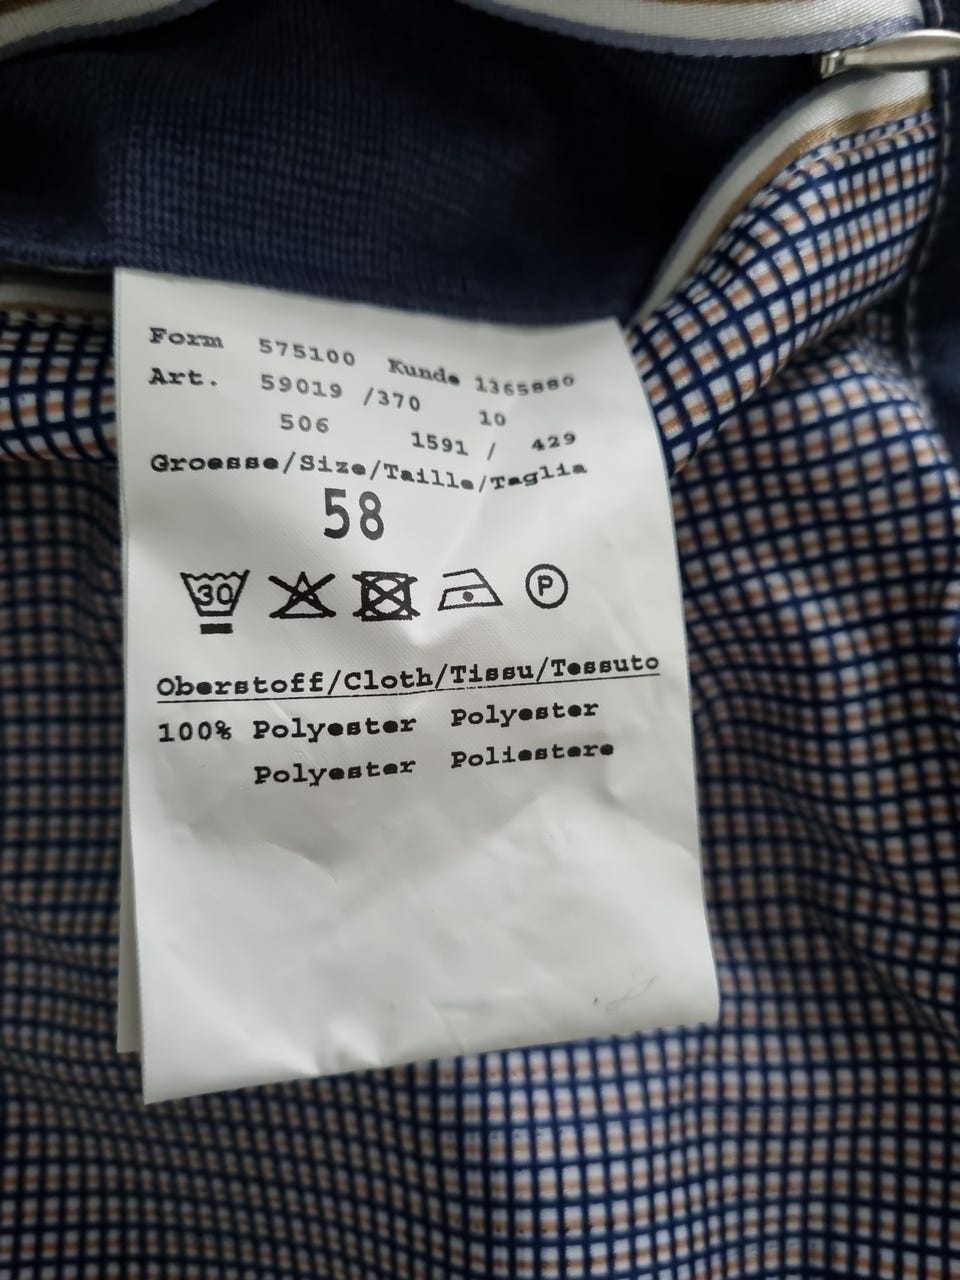 Form 575100 Kunde 1365880
Art. 59019 /370 10
506 1591 / 429
Groesse/Size/Taille/Taglia
58
30
P
Oberstoff/Cloth/Tissu/Tessuto
100% Polyester Polyester
Polyester Poliestere